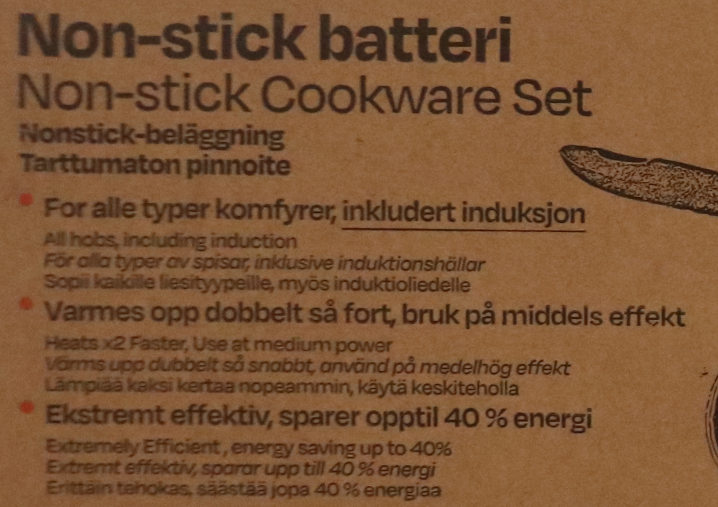 Non-stick batteri
Non-stick Cookware Set
Nonstick-beläggning
Tarttumaton pinnoite
For alle typer komfyrer, inkludert induksjon
All hobs, including induction
För alla typer av spisar, inklusive induktionshällar
Sopii kaikille liesityypeille, myös induktioliedelle
Varmes opp dobbelt så fort, bruk på middels effekt
Heats x2 Faster, Use at medium power
Värms upp dubbelt så snabbt, använd på medelhög effekt
Lämpiää kaksi kertaa nopeammin, käytä keskiteholla
Ekstremt effektiv, sparer opptil 40 % energi
Extremely Efficient, energy saving up to 40%
Extremt effektiv, sparar upp till 40 % energi
Erittäin tehokas, säästää jopa 40 % energiaa